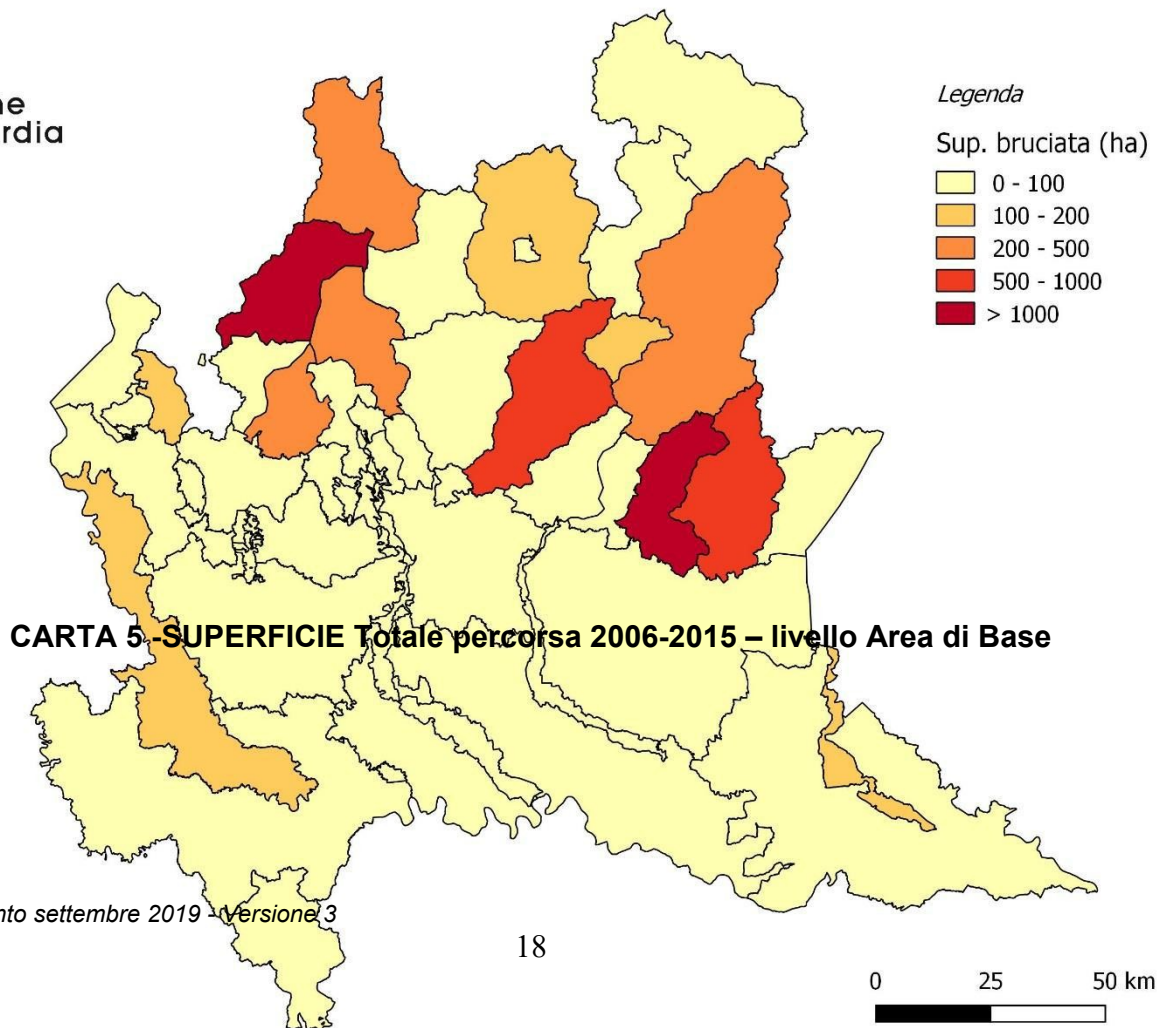 ne
rdia
Legenda
Sup. bruciata (ha)
0 - 100
100 - 200
200 - 500
500 - 1000
> 1000
CARTA 5 -SUPERFICIE Totale percorsa 2006-2015 – livello Area di Base
nto settembre 2019 - Versione 3
18
0 25 50 km